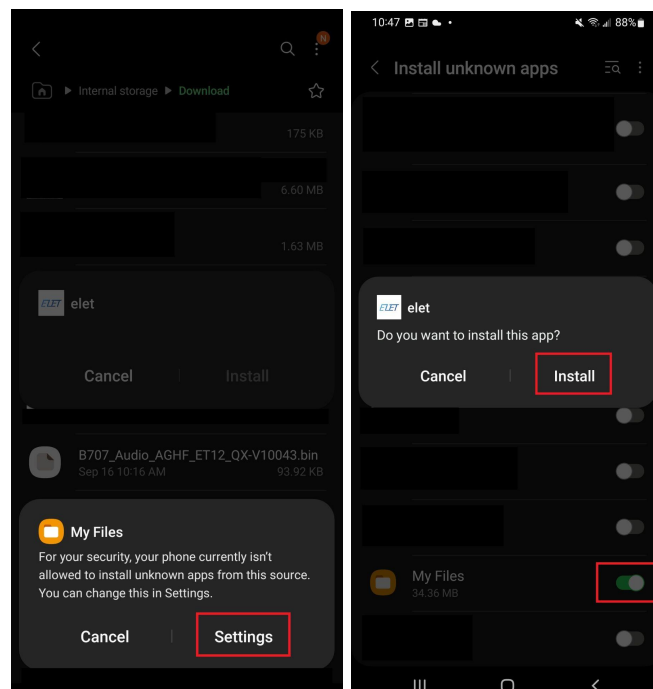 N
Internal storage ▶ Download
175 KB
6.60 MB
1.63 MB
ELET elet
Cancel Install
B707_Audio_AGHF_ET12_QX-V10043.bin
Sep 16 10:16 AM 93.92 KB
My Files
For your security, your phone currently isn't
allowed to install unknown apps from this source.
You can change this in Settings.
Cancel Settings
10:47 88%
Install unknown apps
ELET elet
Do you want to install this app?
Cancel Install
My Files
34.36 MB